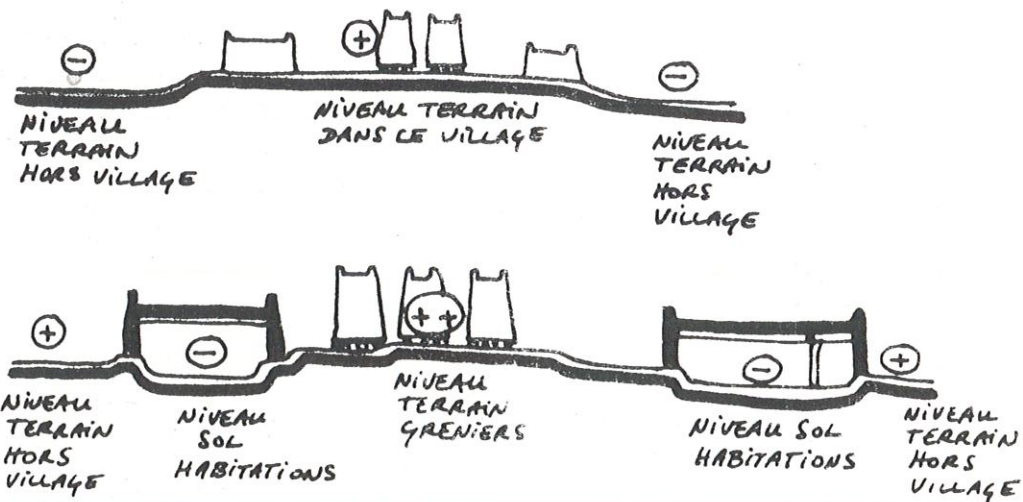 −
+
−
NIVEAU
TERRAIN
HORS VILLAGE
NIVEAU TERRAIN
DANS LE VILLAGE
NIVEAU
TERRAIN
HORS
VILLAGE
+
−
++
−
+
NIVEAU
TERRAIN
HORS
VILLAGE
NIVEAU
SOL
HABITATIONS
NIVEAU
TERRAIN
GRENIERS
NIVEAU SOL
HABITATIONS
NIVEAU
TERRAIN
HORS
VILLAGE